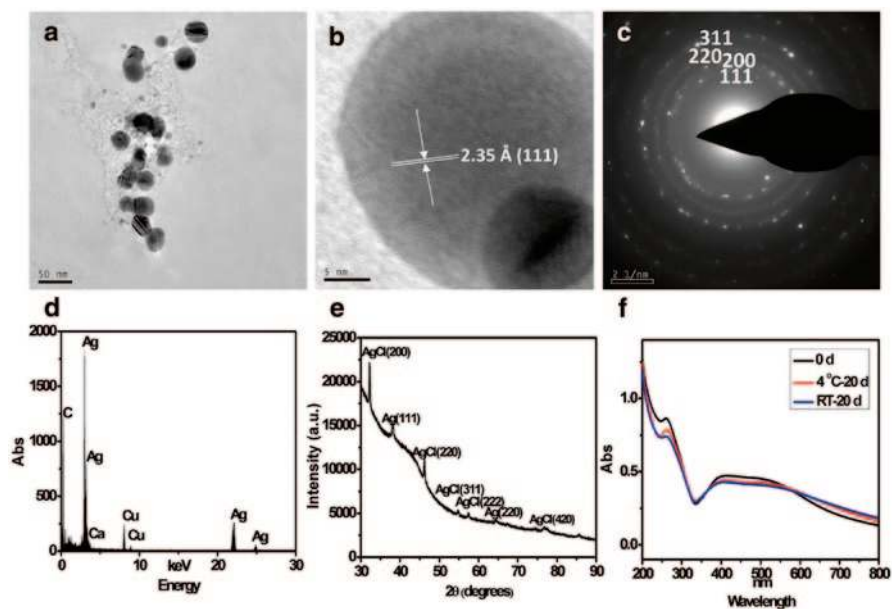 a
50 nm
b
2.35 Å (111)
5 nm
c
311
220 200
111
2 1/nm
d
2000
1500
1000
500
0
Abs
Ag
C
Ag
Ca
Cu
Cu
Ag
Ag
0 10 20 30
keV
Energy
e
25000
20000
15000
10000
5000
0
Intensity (a.u.)
AgCl(200)
Ag(111)
AgCl(220)
AgCl(311)
AgCl(222)
Ag(220)
AgCl(420)
30 40 50 60 70 80 90
2θ (degrees)
f
1.0
0.5
0.0
Abs
0 d
4 °C-20 d
RT-20 d
200 300 400 500 600 700 800
nm
Wavelength